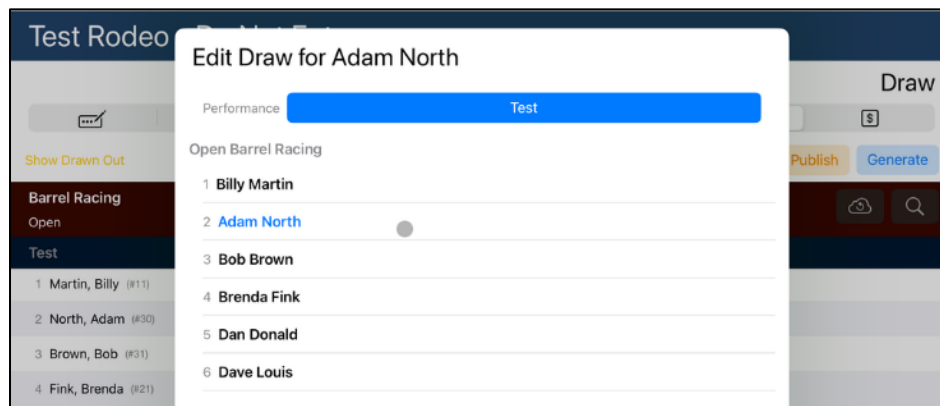 Test Rodeo
Edit Draw for Adam North
Draw
Performance Test
Show Drawn Out
Publish Generate
Open Barrel Racing
1 Billy Martin
Barrel Racing
Open
2 Adam North
Test
3 Bob Brown
1 Martin, Billy (#11)
4 Brenda Fink
2 North, Adam (#30)
5 Dan Donald
3 Brown, Bob (#31)
6 Dave Louis
4 Fink, Brenda (#21)